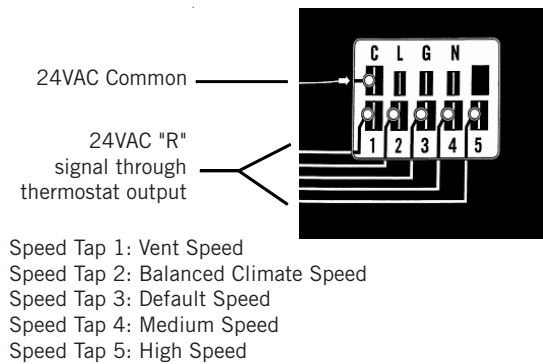 C L G N
24VAC Common
1 2 3 4 5
24VAC "R"
signal through
thermostat output
Speed Tap 1: Vent Speed
Speed Tap 2: Balanced Climate Speed
Speed Tap 3: Default Speed
Speed Tap 4: Medium Speed
Speed Tap 5: High Speed